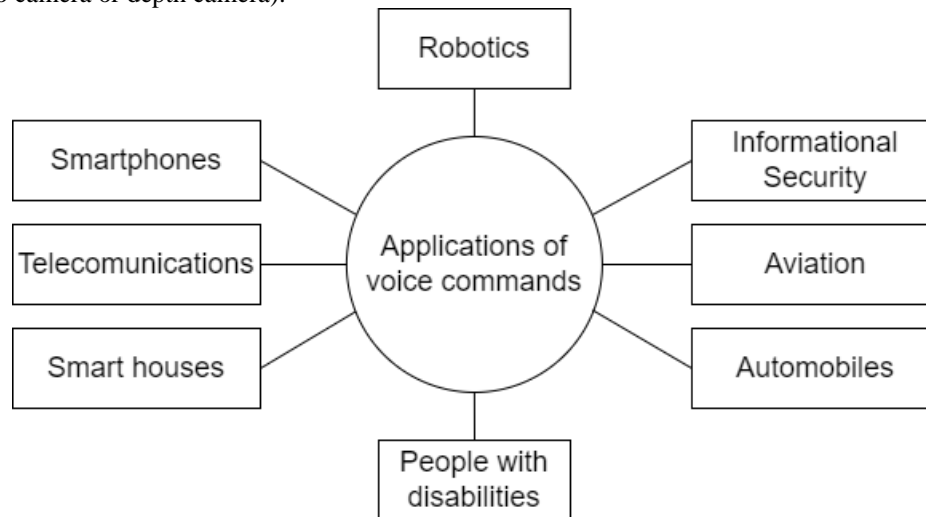 camera or depth camera).
Robotics
Smartphones
Informational
Security
Telecomunications
Applications of
voice commands
Aviation
Smart houses
Automobiles
People with
disabilities